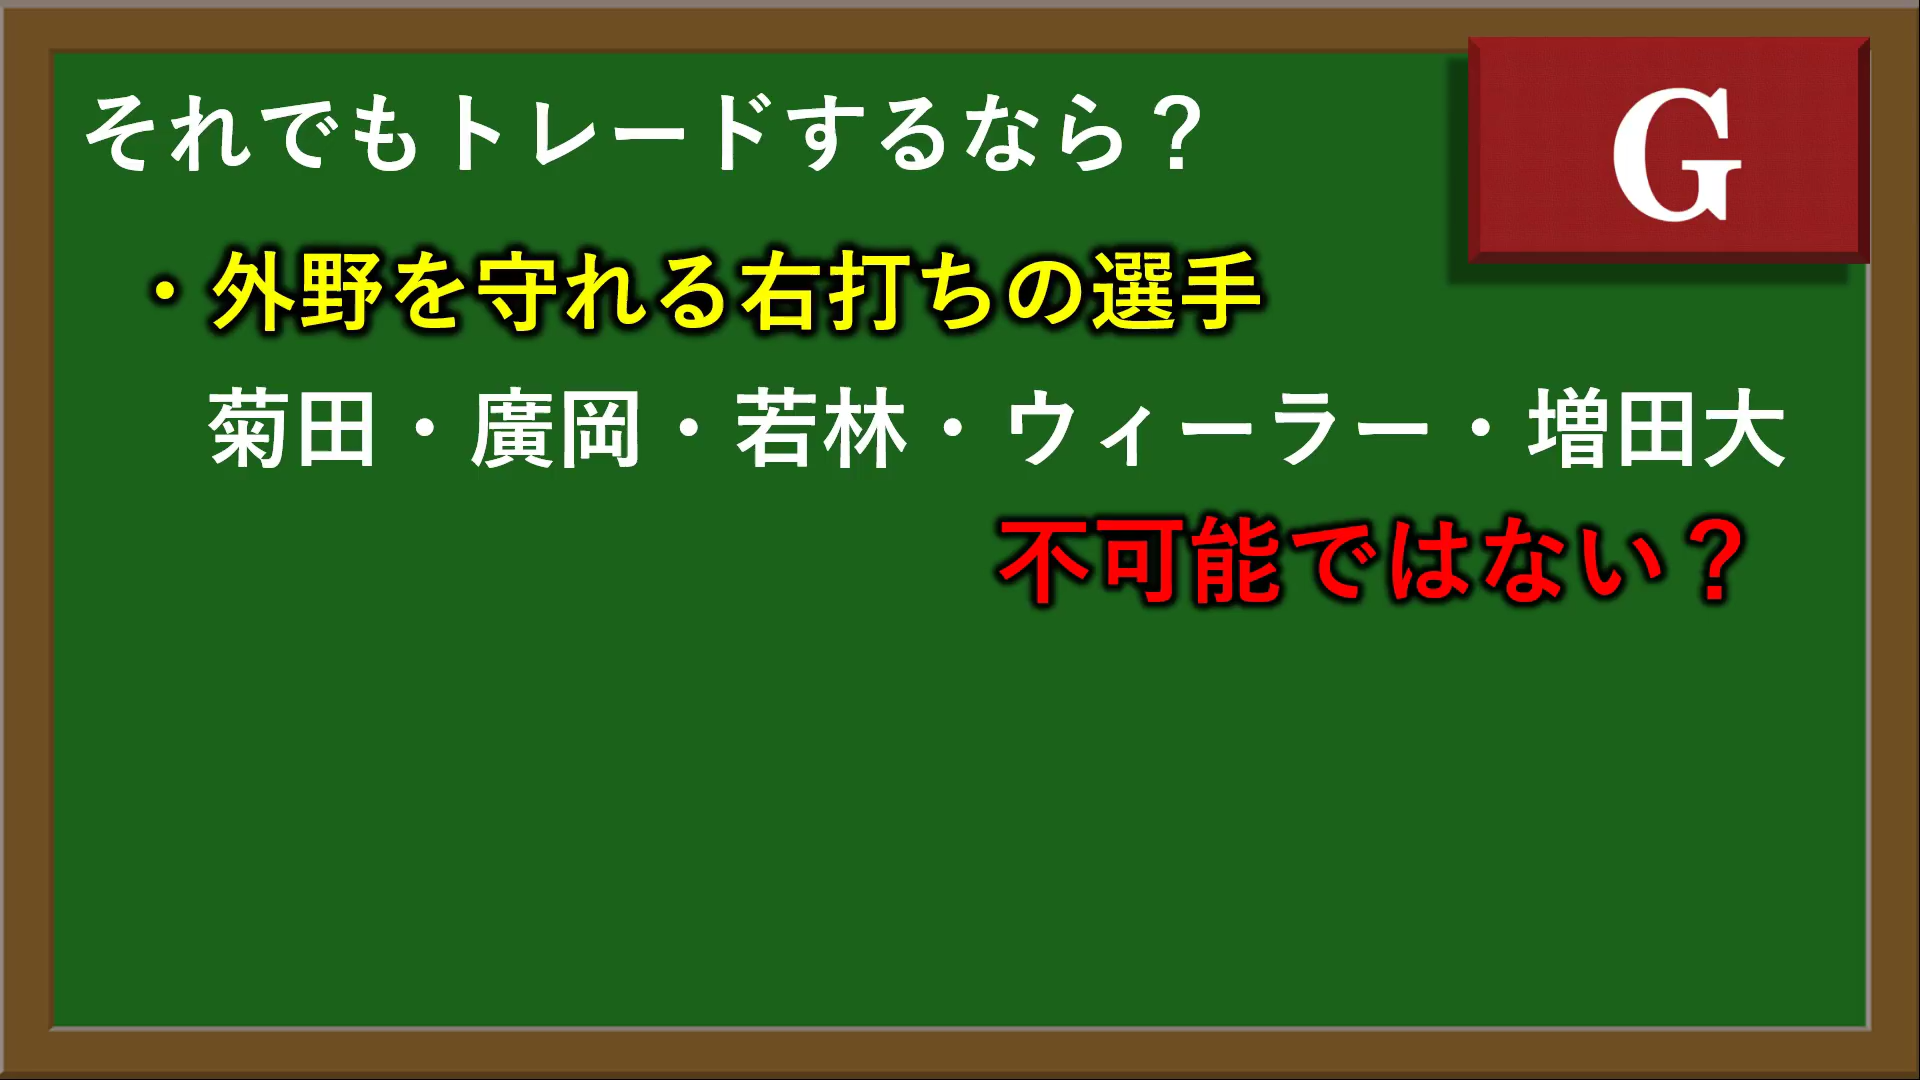 それでもトレードするなら？
G
・外野を守れる右打ちの選手
菊田・廣岡・若林・ウィーラー・増田大
不可能ではない？